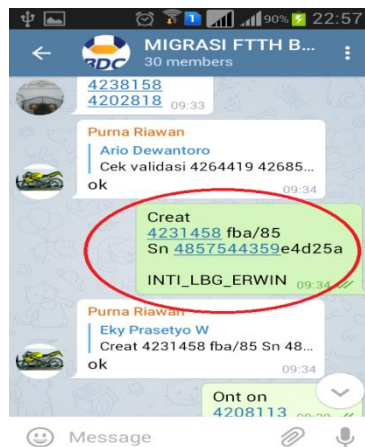 90% 22:57
BDC
MIGRASI FTTH B...
30 members
4238158
4202818 09:33
Purna Riawan
Ario Dewantoro
Cek validasi 4264419 42685...
ok 09:34
Creat
4231458 fba/85
Sn 4857544359e4d25a
INTI_LBG_ERWIN 09:34
Purna Riawan
Eky Prasetyo W
Creat 4231458 fba/85 Sn 48...
ok 09:34
Ont on
4208113
Message